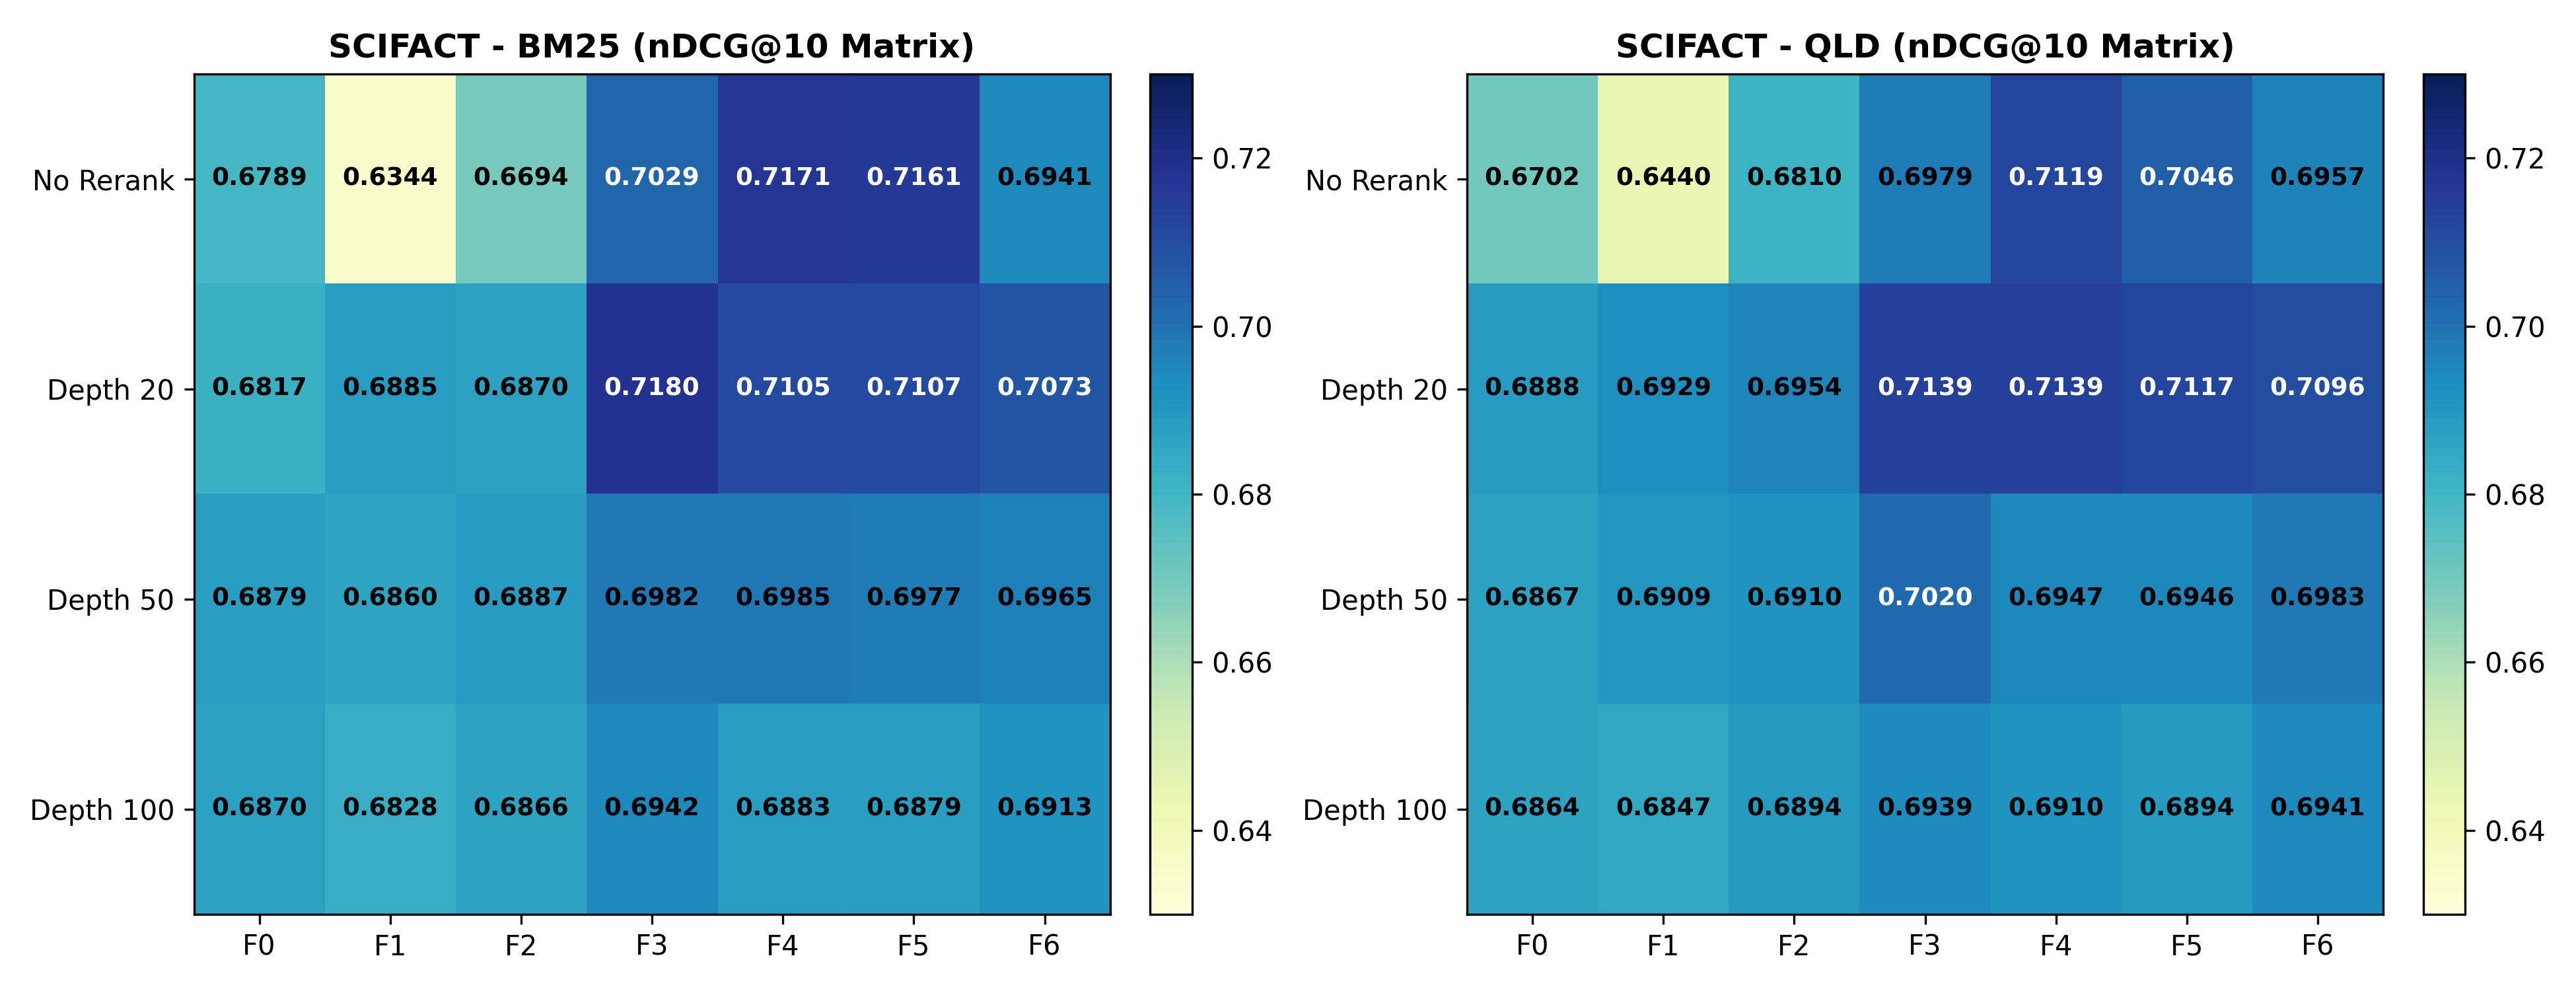 SCIFACT - BM25 (nDCG@10 Matrix)
No Rerank 0.6789 0.6344 0.6694 0.7029 0.7171 0.7161 0.6941
Depth 20 0.6817 0.6885 0.6870 0.7180 0.7105 0.7107 0.7073
Depth 50 0.6879 0.6860 0.6887 0.6982 0.6985 0.6977 0.6965
Depth 100 0.6870 0.6828 0.6866 0.6942 0.6883 0.6879 0.6913
F0 F1 F2 F3 F4 F5 F6
0.72
0.70
0.68
0.66
0.64
SCIFACT - QLD (nDCG@10 Matrix)
No Rerank 0.6702 0.6440 0.6810 0.6979 0.7119 0.7046 0.6957
Depth 20 0.6888 0.6929 0.6954 0.7139 0.7139 0.7117 0.7096
Depth 50 0.6867 0.6909 0.6910 0.7020 0.6947 0.6946 0.6983
Depth 100 0.6864 0.6847 0.6894 0.6939 0.6910 0.6894 0.6941
F0 F1 F2 F3 F4 F5 F6
0.72
0.70
0.68
0.66
0.64